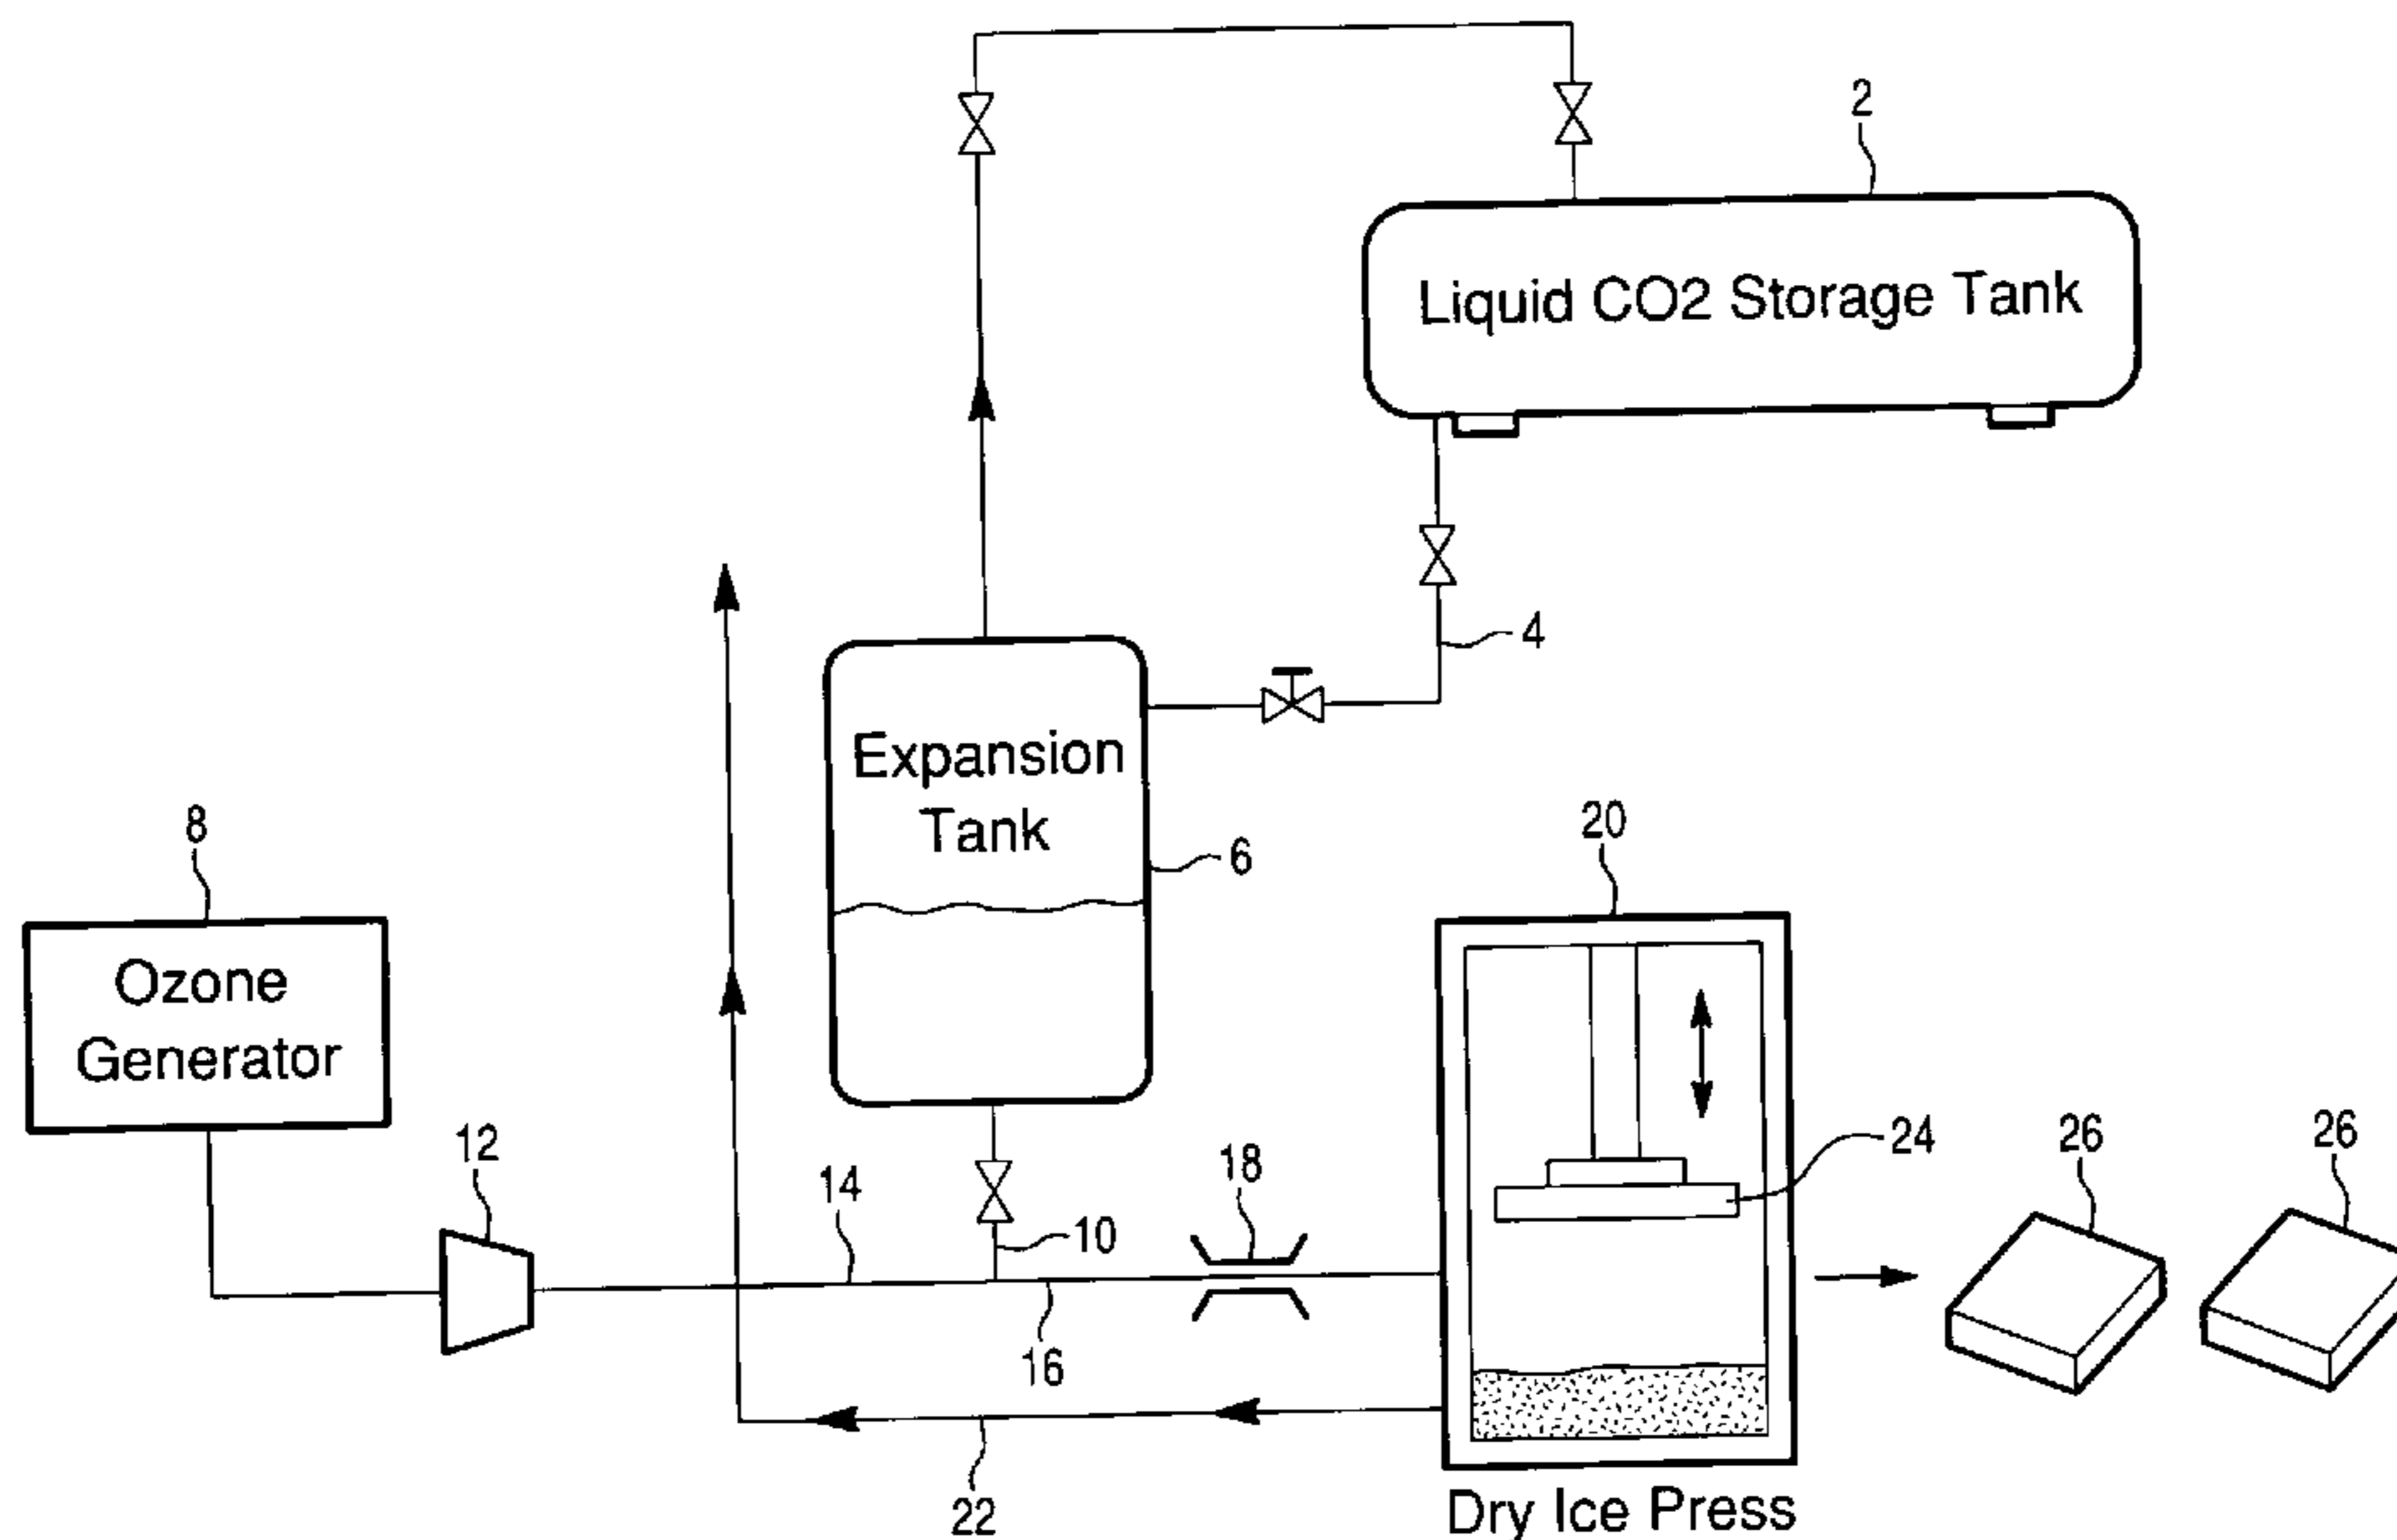 2
Liquid CO2 Storage Tank
4
Expansion
Tank
6
8
Ozone
Generator
20
12
14
10
18
24
26
26
16
22
Dry Ice Press